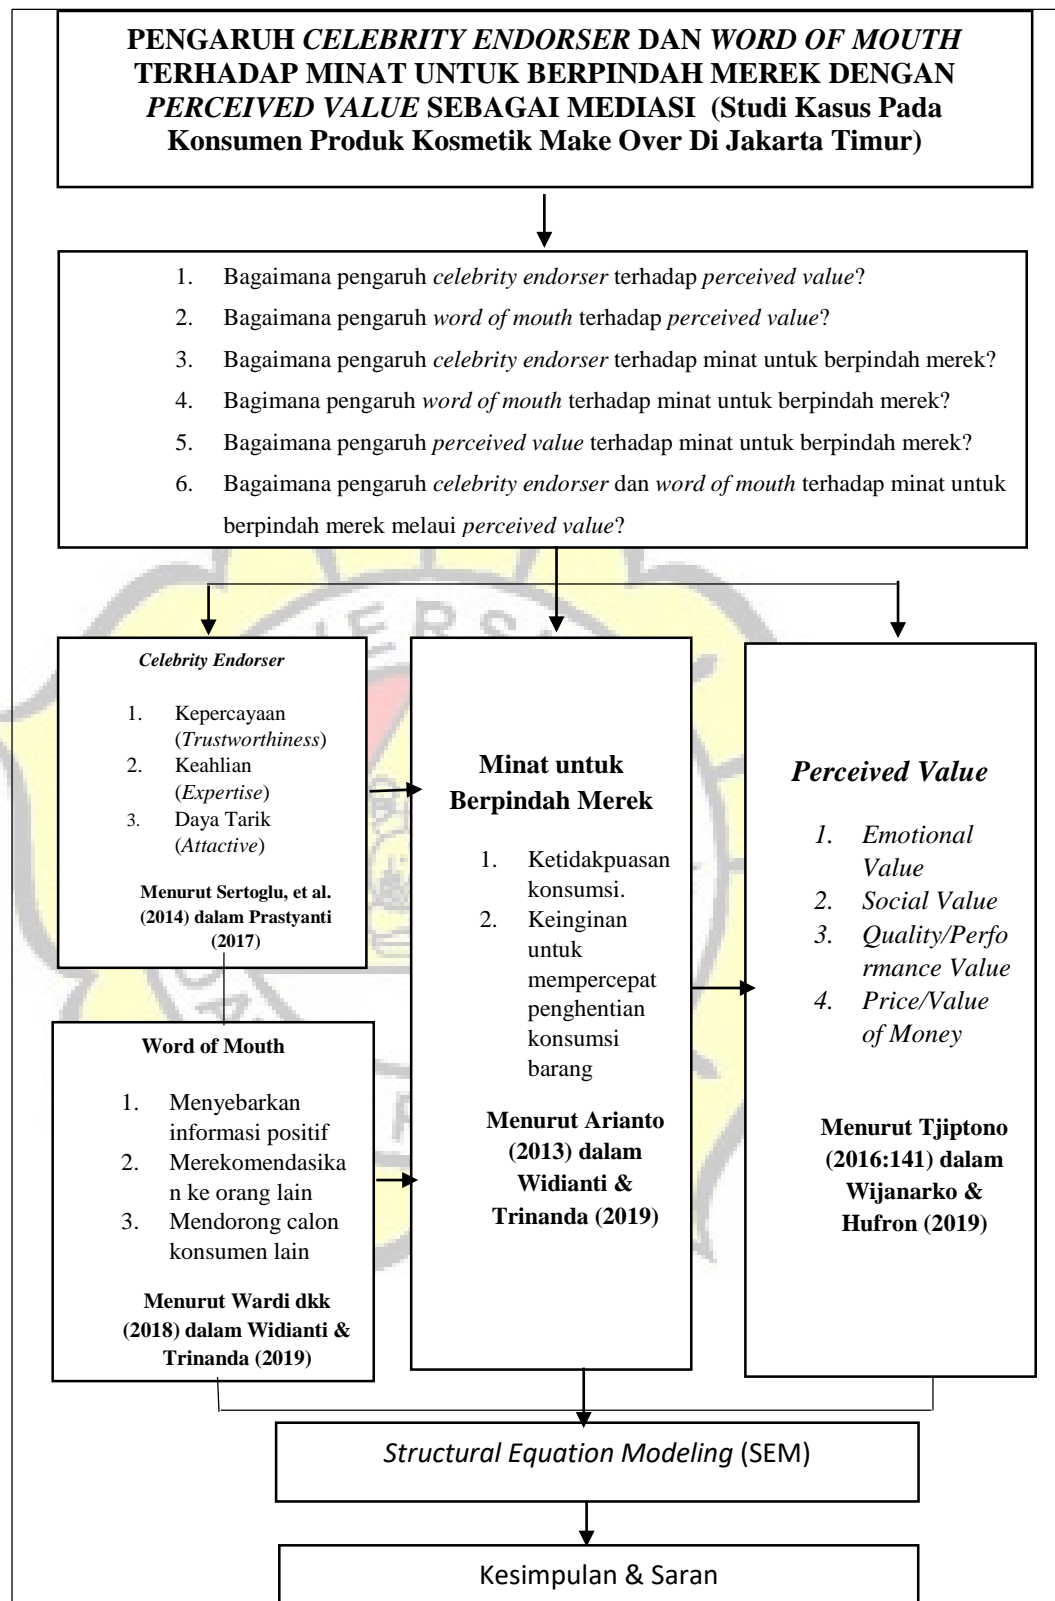 PENGARUH CELEBRITY ENDORSER DAN WORD OF MOUTH
TERHADAP MINAT UNTUK BERPINDAH MEREK DENGAN
PERCEIVED VALUE SEBAGAI MEDIASI (Studi Kasus Pada
Konsumen Produk Kosmetik Make Over Di Jakarta Timur)
1. Bagaimana pengaruh celebrity endorser terhadap perceived value?
2. Bagaimana pengaruh word of mouth terhadap perceived value?
3. Bagaimana pengaruh celebrity endorser terhadap minat untuk berpindah merek?
4. Bagimana pengaruh word of mouth terhadap minat untuk berpindah merek?
5. Bagaimana pengaruh perceived value terhadap minat untuk berpindah merek?
6. Bagaimana pengaruh celebrity endorser dan word of mouth terhadap minat untuk
berpindah merek melaui perceived value?
Celebrity Endorser
1. Kepercayaan
(Trustworthiness)
2. Keahlian
(Expertise)
3. Daya Tarik
(Attactive)
Menurut Sertoglu, et al.
(2014) dalam Prastyanti
(2017)
Word of Mouth
1. Menyebarkan
informasi positif
2. Merekomendasika
n ke orang lain
3. Mendorong calon
konsumen lain
Menurut Wardi dkk
(2018) dalam Widianti &
Trinanda (2019)
Minat untuk
Berpindah Merek
1. Ketidakpuasan
konsumsi.
2. Keinginan
untuk
mempercepat
penghentian
konsumsi
barang
Menurut Arianto
(2013) dalam
Widianti &
Trinanda (2019)
Perceived Value
1. Emotional
Value
2. Social Value
3. Quality/Perfo
rmance Value
4. Price/Value
of Money
Menurut Tjiptono
(2016:141) dalam
Wijanarko &
Hufron (2019)
Structural Equation Modeling (SEM)
Kesimpulan & Saran